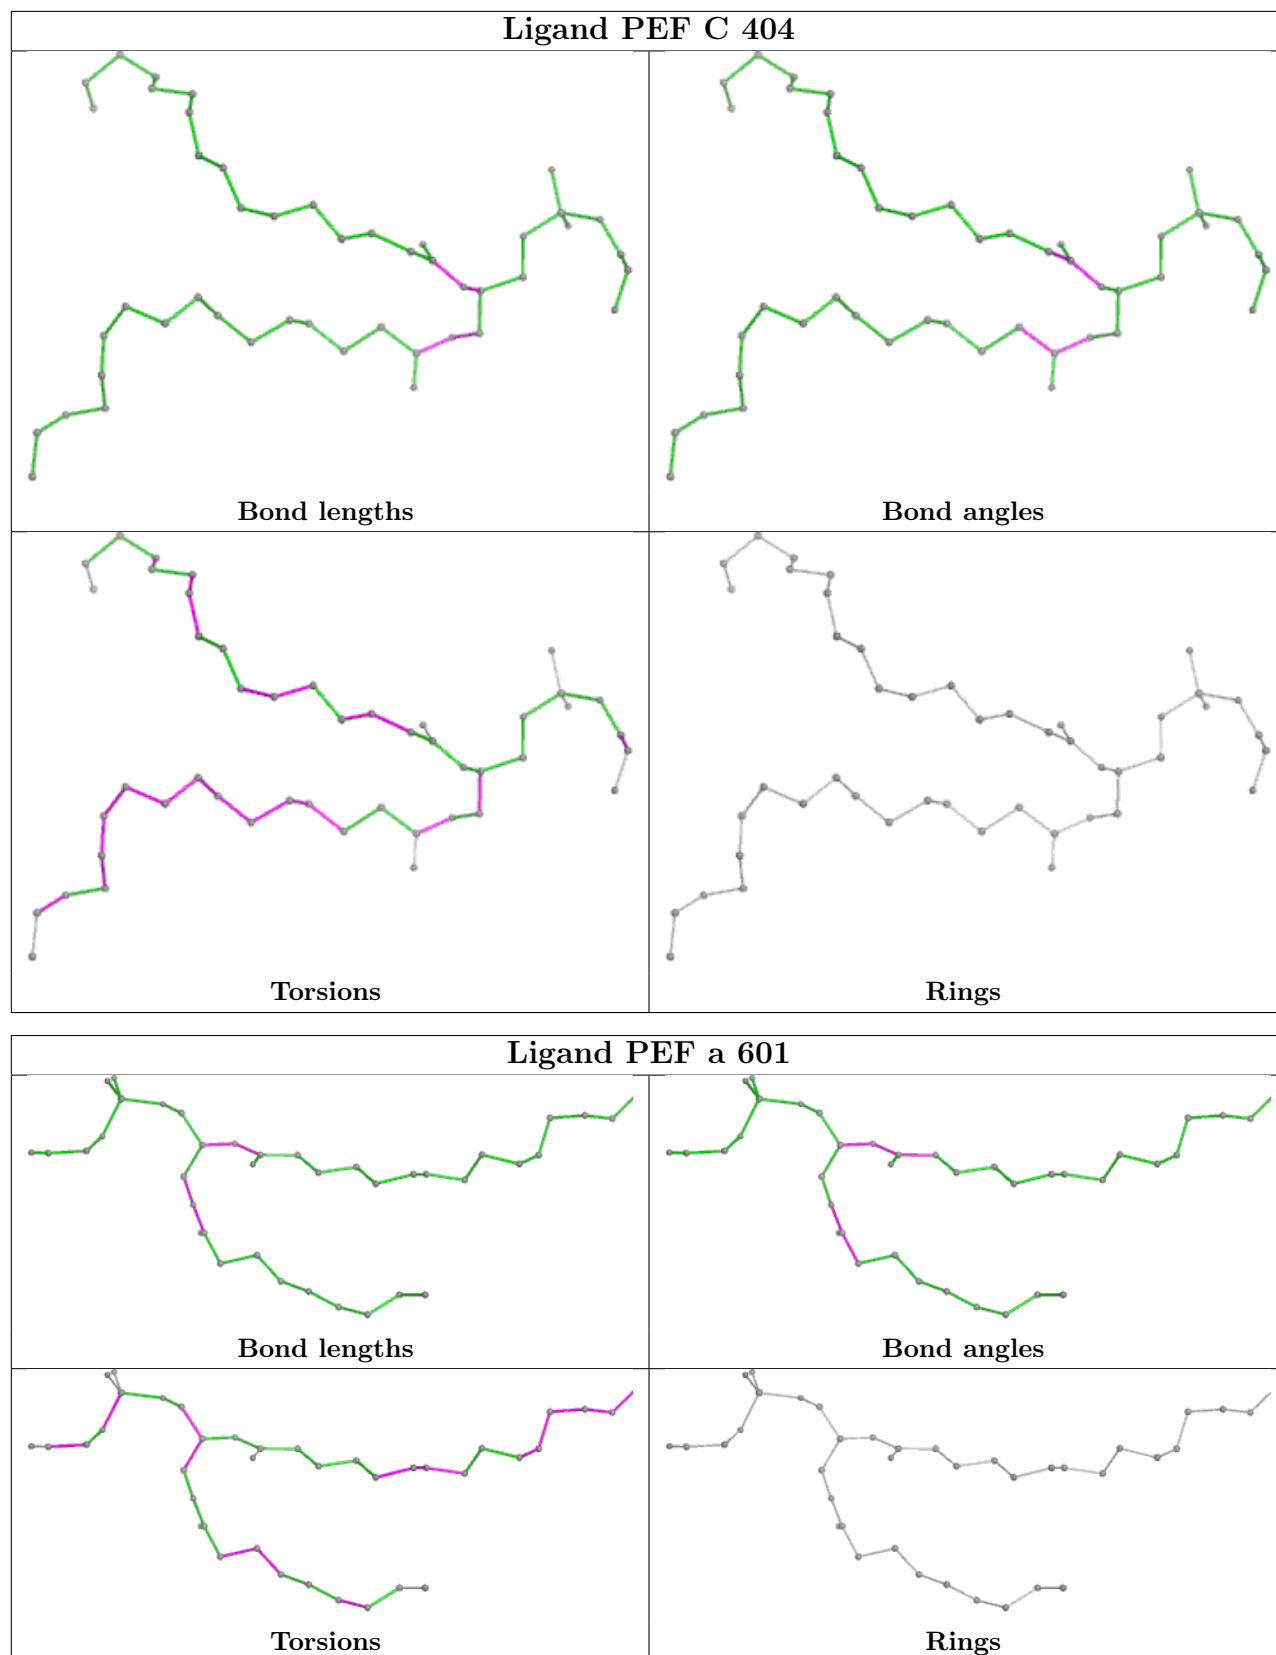 Ligand PEF C 404
Bond lengths
Bond angles
Torsions
Rings
Ligand PEF a 601
Bond lengths
Bond angles
Torsions
Rings